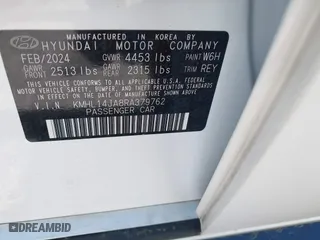 MANUFACTURED IN KOREA BY
HYUNDAI MOTOR COMPANY
FEB/2024 GVWR 4453 lbs PAINT W6H
GAWR FRONT 2513 lbs GAWR REAR 2315 lbs TRIM REY
THIS VEHICLE CONFORMS TO ALL APPLICABLE FEDERAL MOTOR VEHICLE
SAFETY, BUMPER, AND THEFT PREVENTION STANDARDS IN EFFECT
ON THE DATE OF MANUFACTURE SHOWN ABOVE.
V.I.N. KMHL14JA8RA379762
PASSENGER CAR
© Dealer Auction